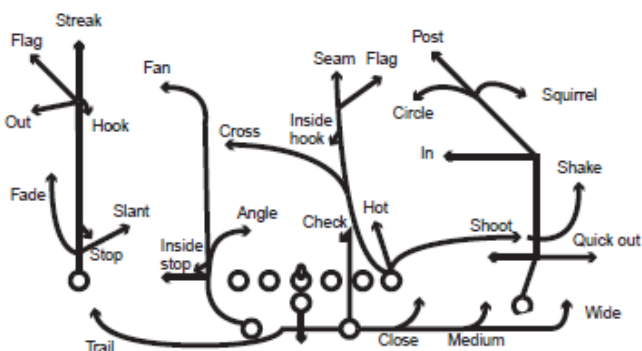 Streak
Flag
Fan
Seam
Flag
Post
Out
Hook
Cross
Inside
hook
Circle
Squirrel
In
Shake
Fade
Slant
Stop
Inside
stop
Angle
Check
Hot
Shoot
Quick out
Trail
Close
Medium
Wide